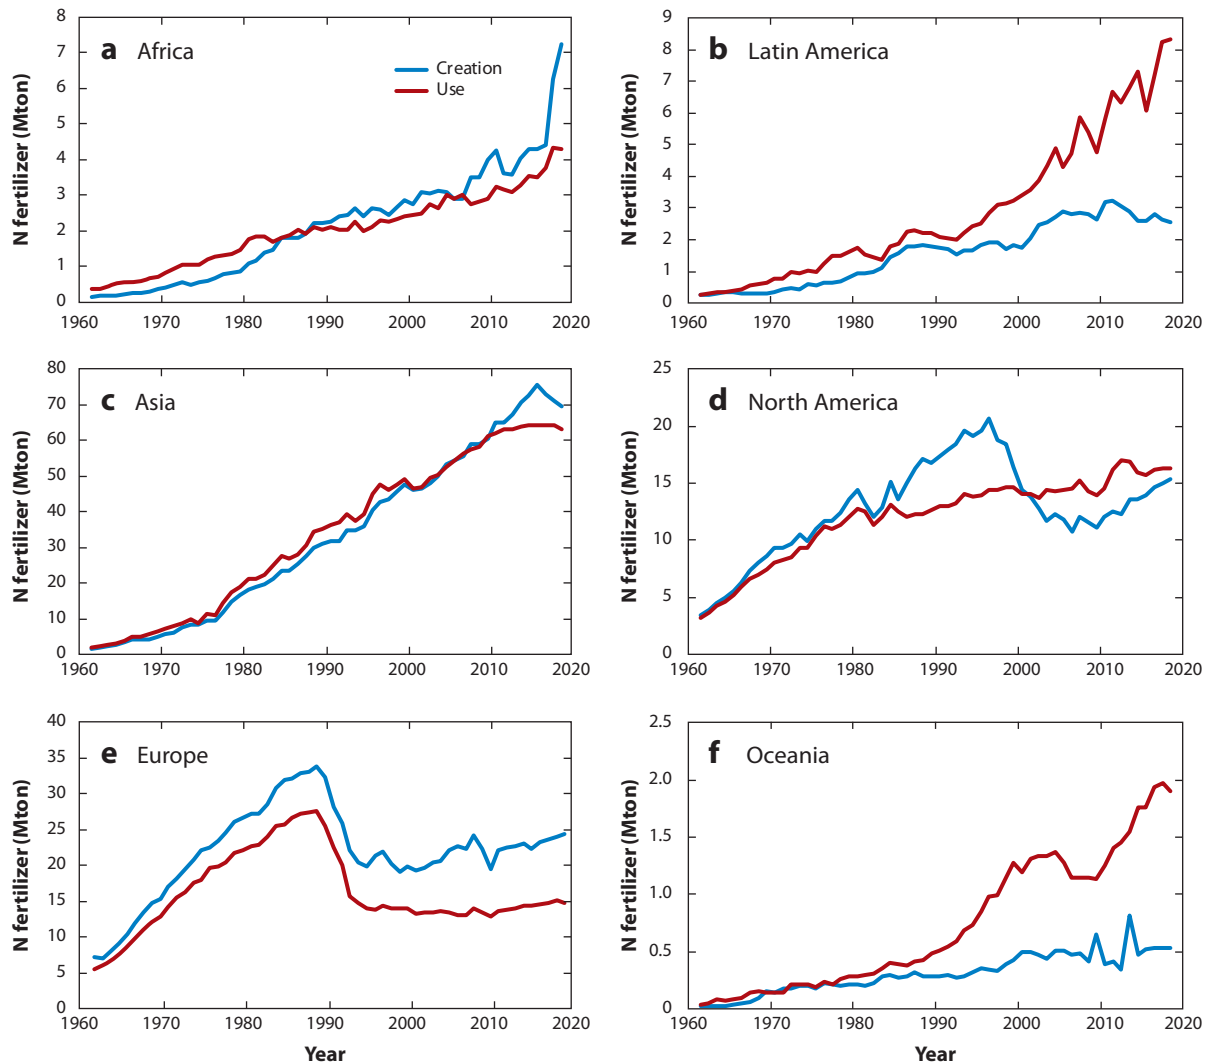 a Africa
Creation
Use
N fertilizer (Mton)
8
7
6
5
4
3
2
1
0
1960 1970 1980 1990 2000 2010 2020
b Latin America
N fertilizer (Mton)
9
8
7
6
5
4
3
2
1
0
1960 1970 1980 1990 2000 2010 2020
c Asia
N fertilizer (Mton)
80
70
60
50
40
30
20
10
0
1960 1970 1980 1990 2000 2010 2020
d North America
N fertilizer (Mton)
25
20
15
10
5
0
1960 1970 1980 1990 2000 2010 2020
e Europe
N fertilizer (Mton)
40
35
30
25
20
15
10
5
0
1960 1970 1980 1990 2000 2010 2020
Year
f Oceania
N fertilizer (Mton)
2.5
2.0
1.5
1.0
0.5
0
1960 1970 1980 1990 2000 2010 2020
Year